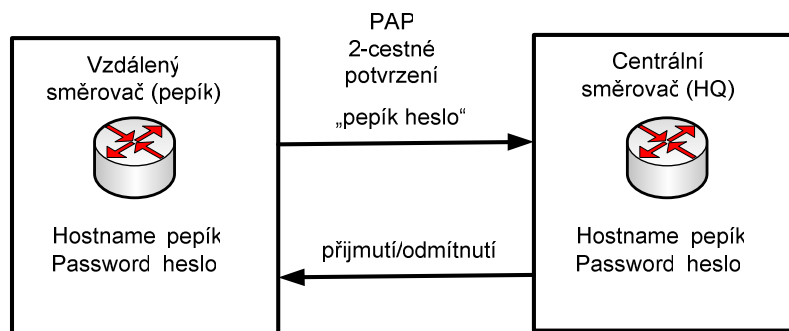 PAP
2-cestné
potvrzení
Vzdálený
směrovač (pepík)
„pepík heslo“
Hostname pepík
Password heslo
přijmutí/odmítnutí
Centrální
směrovač (HQ)
Hostname pepík
Password heslo